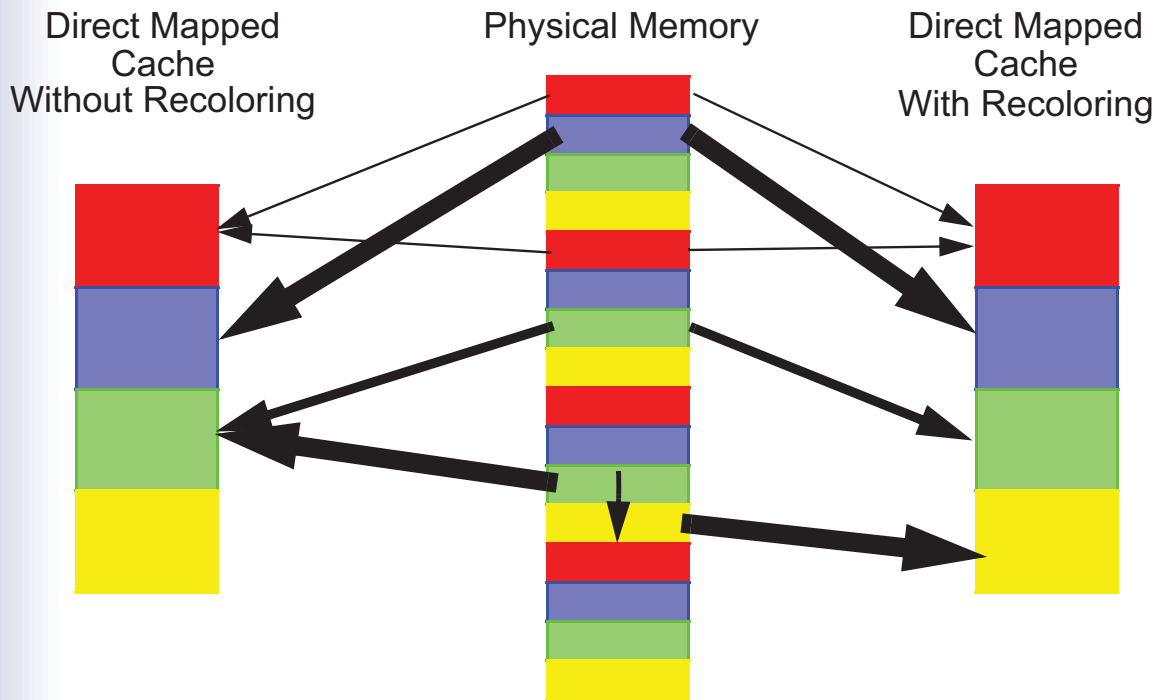 Direct Mapped
Cache
Without Recoloring
Physical Memory
Direct Mapped
Cache
With Recoloring